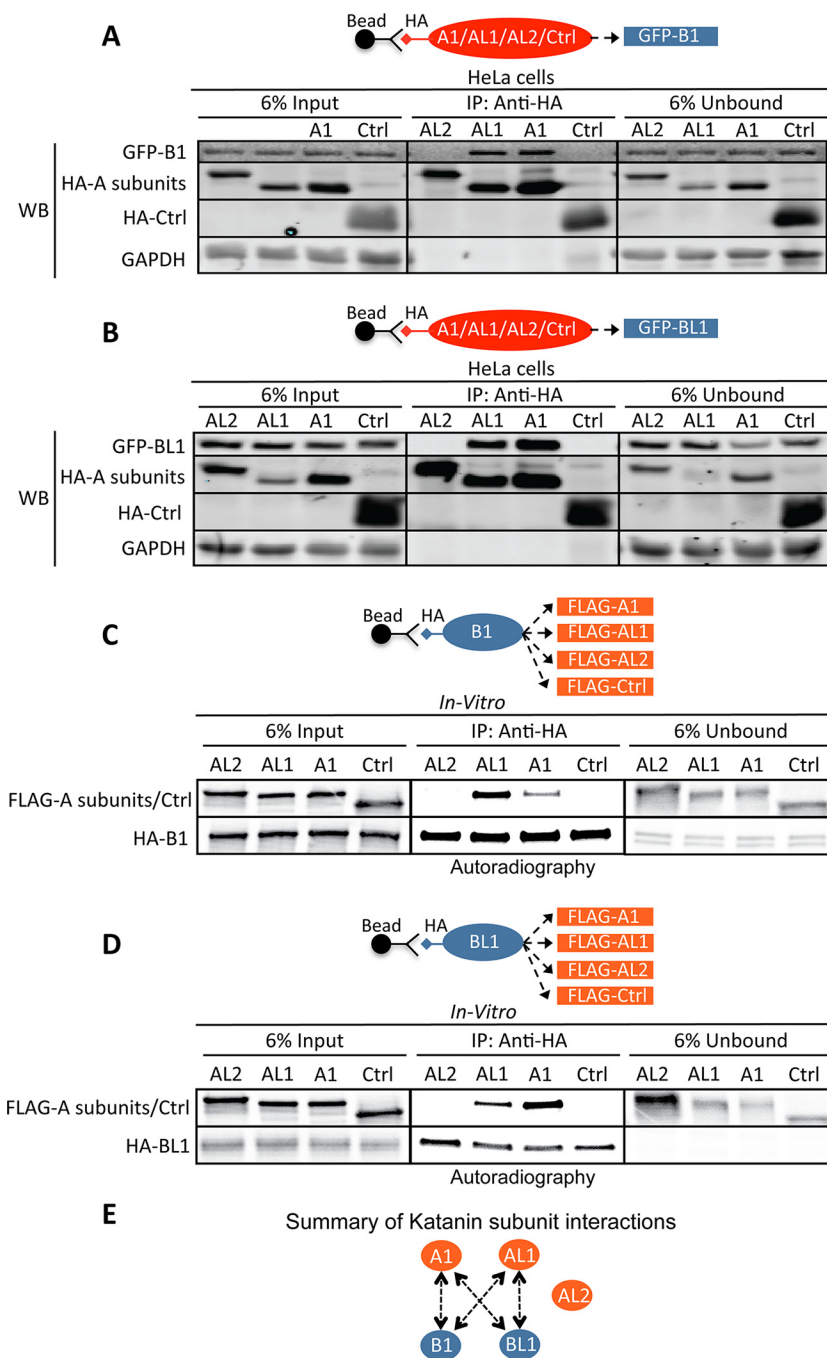 A
Bead
HA
A1/AL1/AL2/Ctrl
GFP-B1
HeLa cells
6% Input
IP: Anti-HA
6% Unbound
A1 Ctrl AL2 AL1 A1 Ctrl AL2 AL1 A1 Ctrl
WB
GFP-B1
HA-A subunits
HA-Ctrl
GAPDH
B
Bead
HA
A1/AL1/AL2/Ctrl
GFP-BL1
HeLa cells
6% Input
IP: Anti-HA
6% Unbound
AL2 AL1 A1 Ctrl AL2 AL1 A1 Ctrl AL2 AL1 A1 Ctrl
WB
GFP-BL1
HA-A subunits
HA-Ctrl
GAPDH
C
Bead
HA
B1
FLAG-A1
FLAG-AL1
FLAG-AL2
FLAG-Ctrl
In-Vitro
6% Input
IP: Anti-HA
6% Unbound
AL2 AL1 A1 Ctrl AL2 AL1 A1 Ctrl AL2 AL1 A1 Ctrl
FLAG-A subunits/Ctrl
HA-B1
Autoradiography
D
Bead
HA
BL1
FLAG-A1
FLAG-AL1
FLAG-AL2
FLAG-Ctrl
In-Vitro
6% Input
IP: Anti-HA
6% Unbound
AL2 AL1 A1 Ctrl AL2 AL1 A1 Ctrl AL2 AL1 A1 Ctrl
FLAG-A subunits/Ctrl
HA-BL1
Autoradiography
E
Summary of Katanin subunit interactions
A1
AL1
AL2
B1
BL1